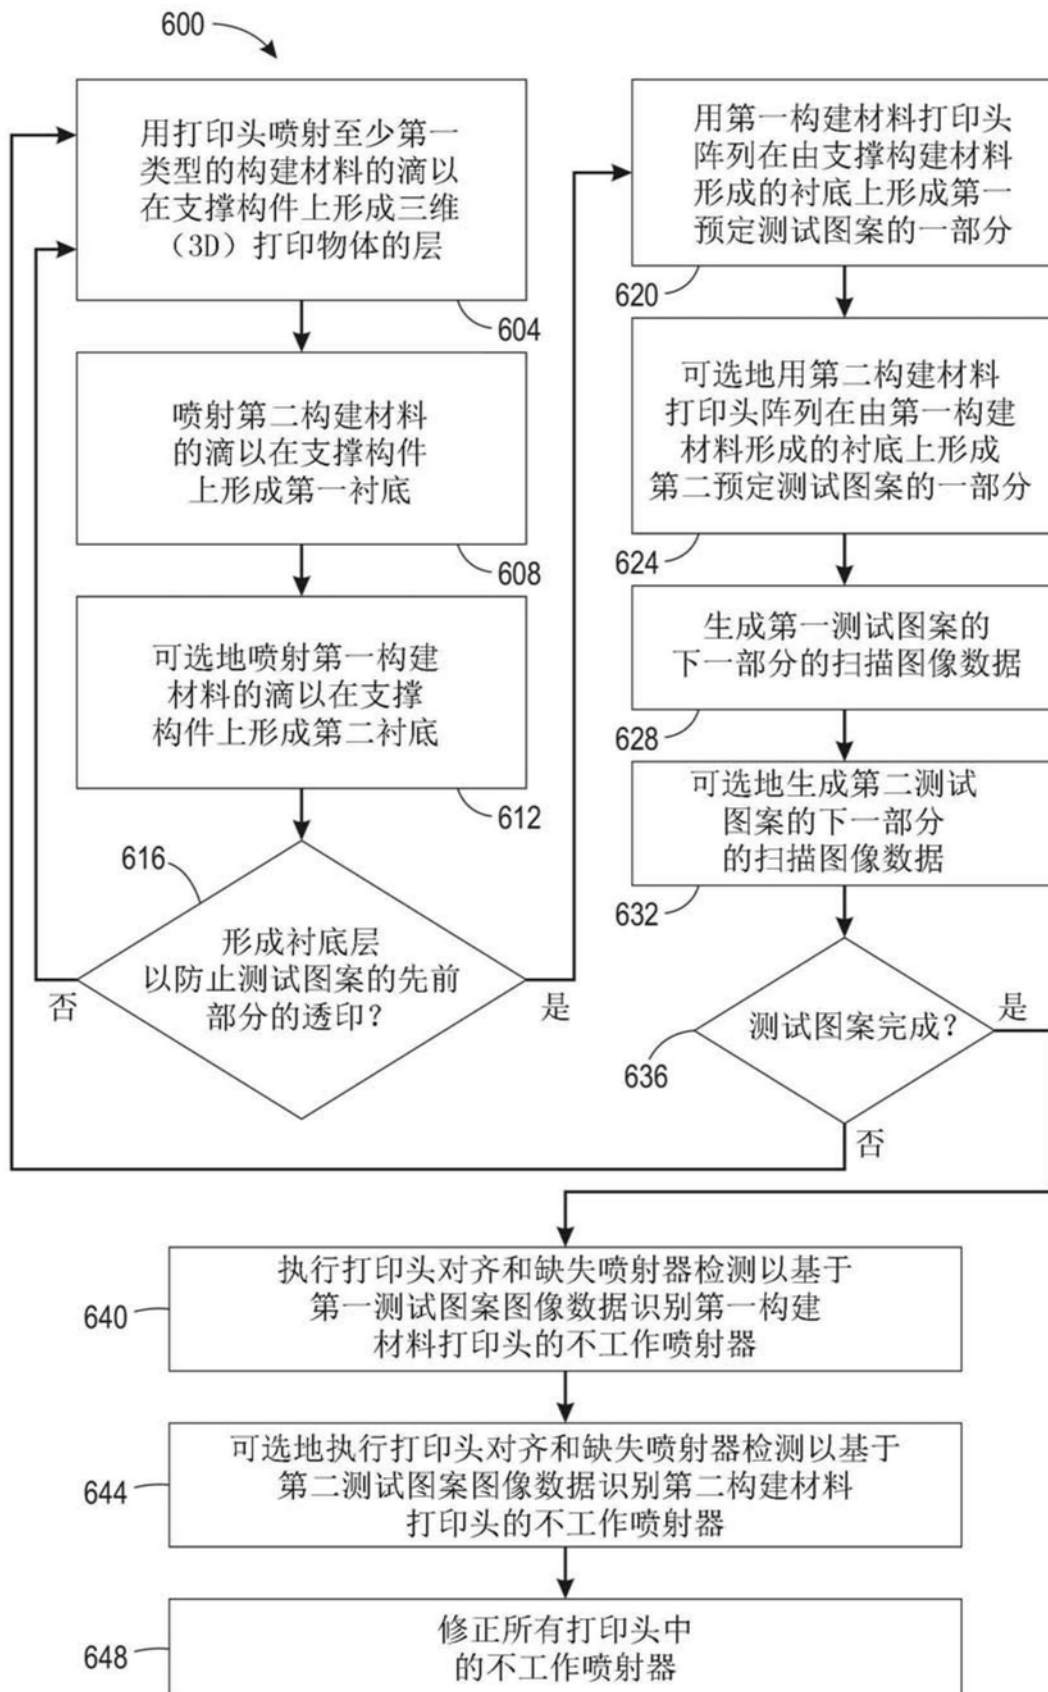 600
用打印头喷射至少第一
类型的构建材料的滴以
在支撑构件上形成三维
（3D）打印物体的层
604
喷射第二构建材料
的滴以在支撑构件
上形成第一衬底
608
可选地喷射第一构建
材料的滴以在支撑
构件上形成第二衬底
612
616
形成衬底层
以防止测试图案的先前
部分的透印？
否
是
用第一构建材料打印头
阵列在由支撑构建材料
形成的衬底上形成第一
预定测试图案的一部分
620
可选地用第二构建材料
打印头阵列在由第一构建
材料形成的衬底上形成
第二预定测试图案的一部分
624
生成第一测试图案的
下一部分的扫描图像数据
628
可选地生成第二测试
图案的下一部分
的扫描图像数据
632
测试图案完成？
是
636
否
执行打印头对齐和缺失喷射器检测以基于
第一测试图案图像数据识别第一构建
材料打印头的不工作喷射器
640
可选地执行打印头对齐和缺失喷射器检测以基于
第二测试图案图像数据识别第二构建材料
打印头的不工作喷射器
644
修正所有打印头中
的不工作喷射器
648